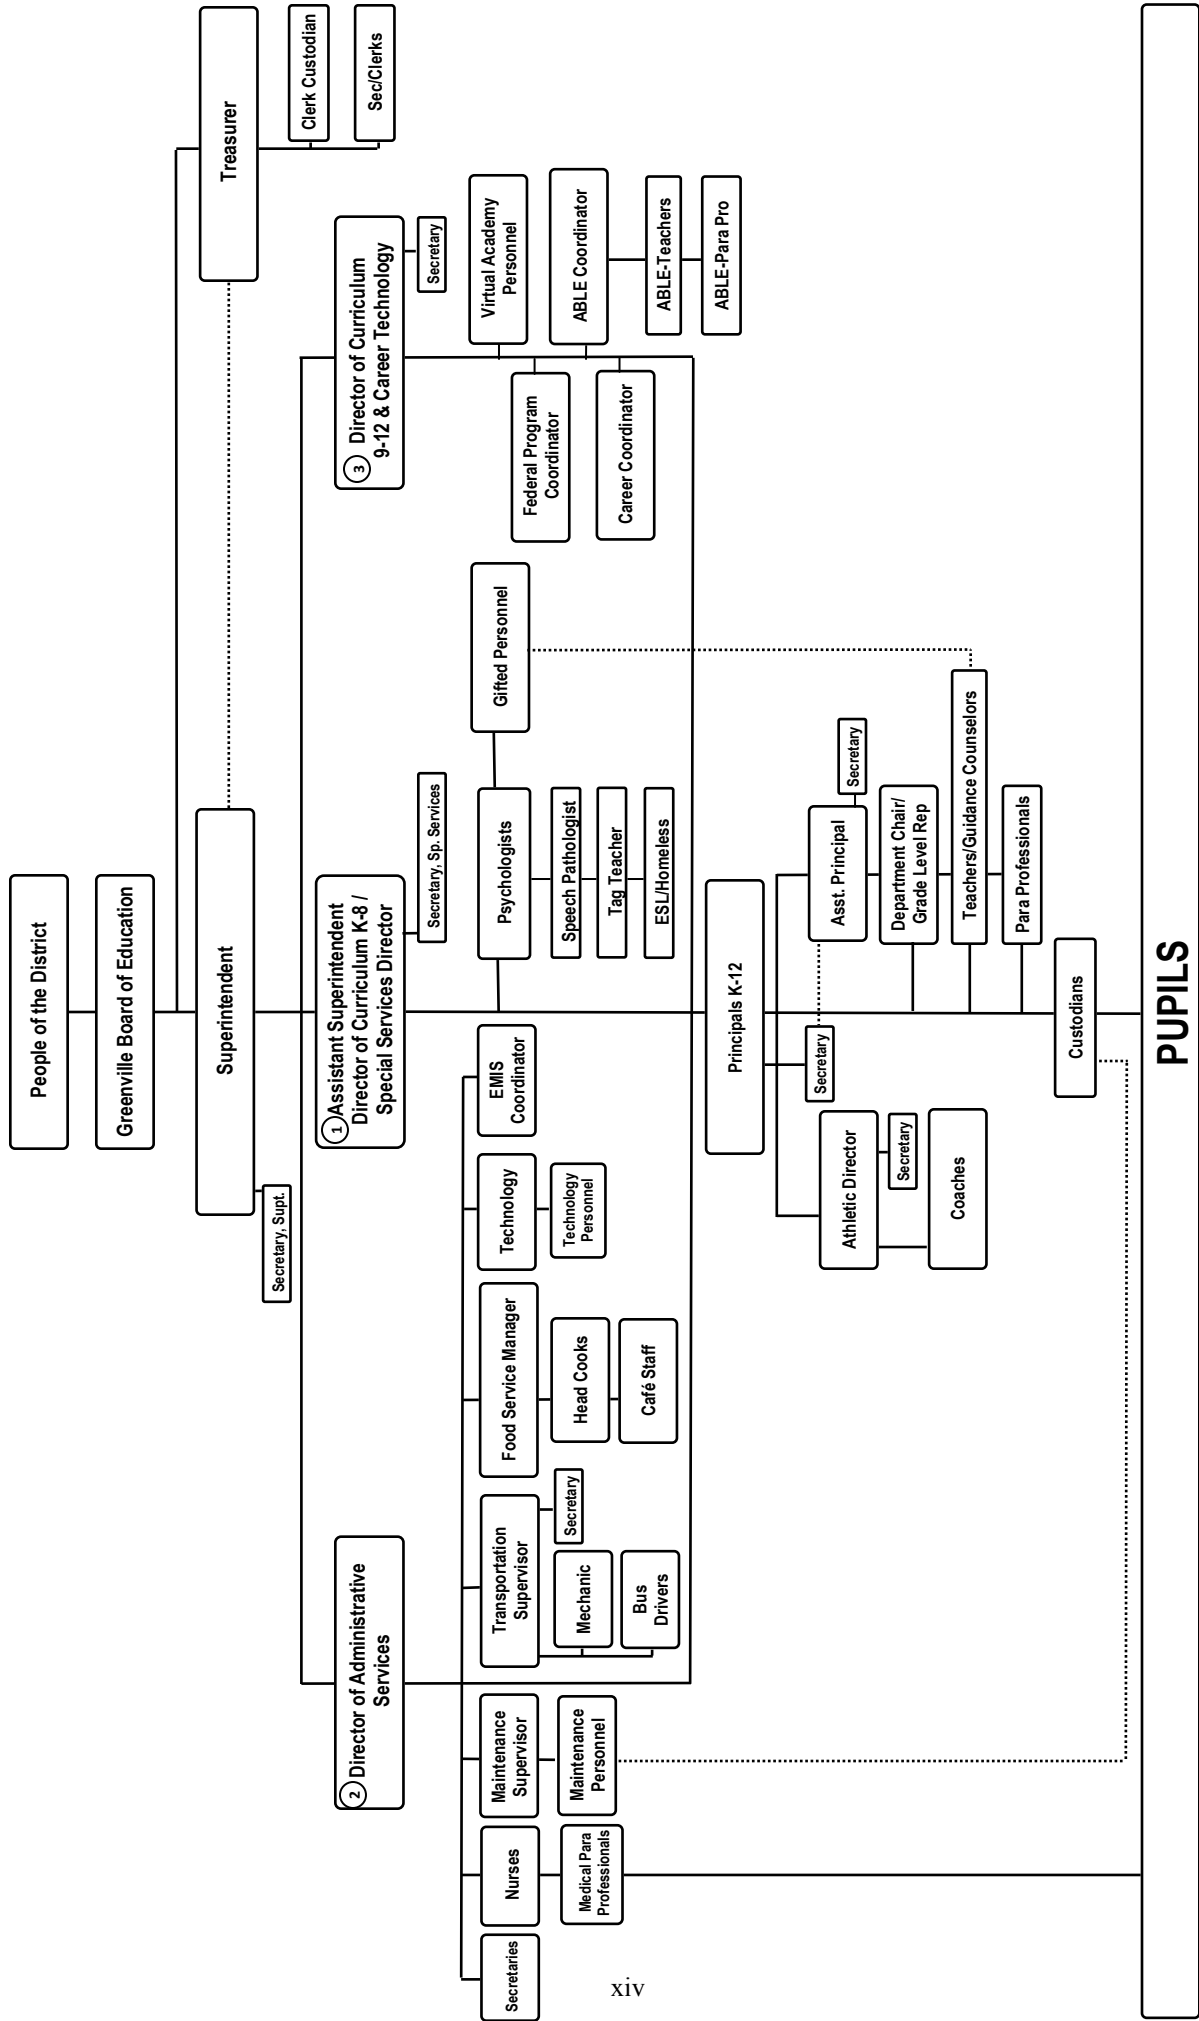 People of the District
Greenville Board of Education
Superintendent
Secretary, Supt.
Treasurer
Clerk Custodian
Sec/Clerks
2
Director of Administrative
Services
1
Assistant Superintendent
Director of Curriculum K-8 /
Special Services Director
Secretary, Sp. Services
3
Director of Curriculum
9-12 & Career Technology
Secretary
Secretaries
Nurses
Medical Para
Professionals
Maintenance
Supervisor
Maintenance
Personnel
Transportation
Supervisor
Secretary
Mechanic
Bus
Drivers
Food Service Manager
Head Cooks
Café Staff
Technology
Technology
Personnel
EMIS
Coordinator
Psychologists
Speech Pathologist
Tag Teacher
ESL/Homeless
Gifted Personnel
Virtual Academy
Personnel
Federal Program
Coordinator
ABLE Coordinator
Career Coordinator
ABLE-Teachers
ABLE-Para Pro
Principals K-12
Athletic Director
Secretary
Coaches
Secretary
Asst. Principal
Secretary
Department Chair/
Grade Level Rep
Teachers/Guidance Counselors
Para Professionals
Custodians
PUPILS
xiv